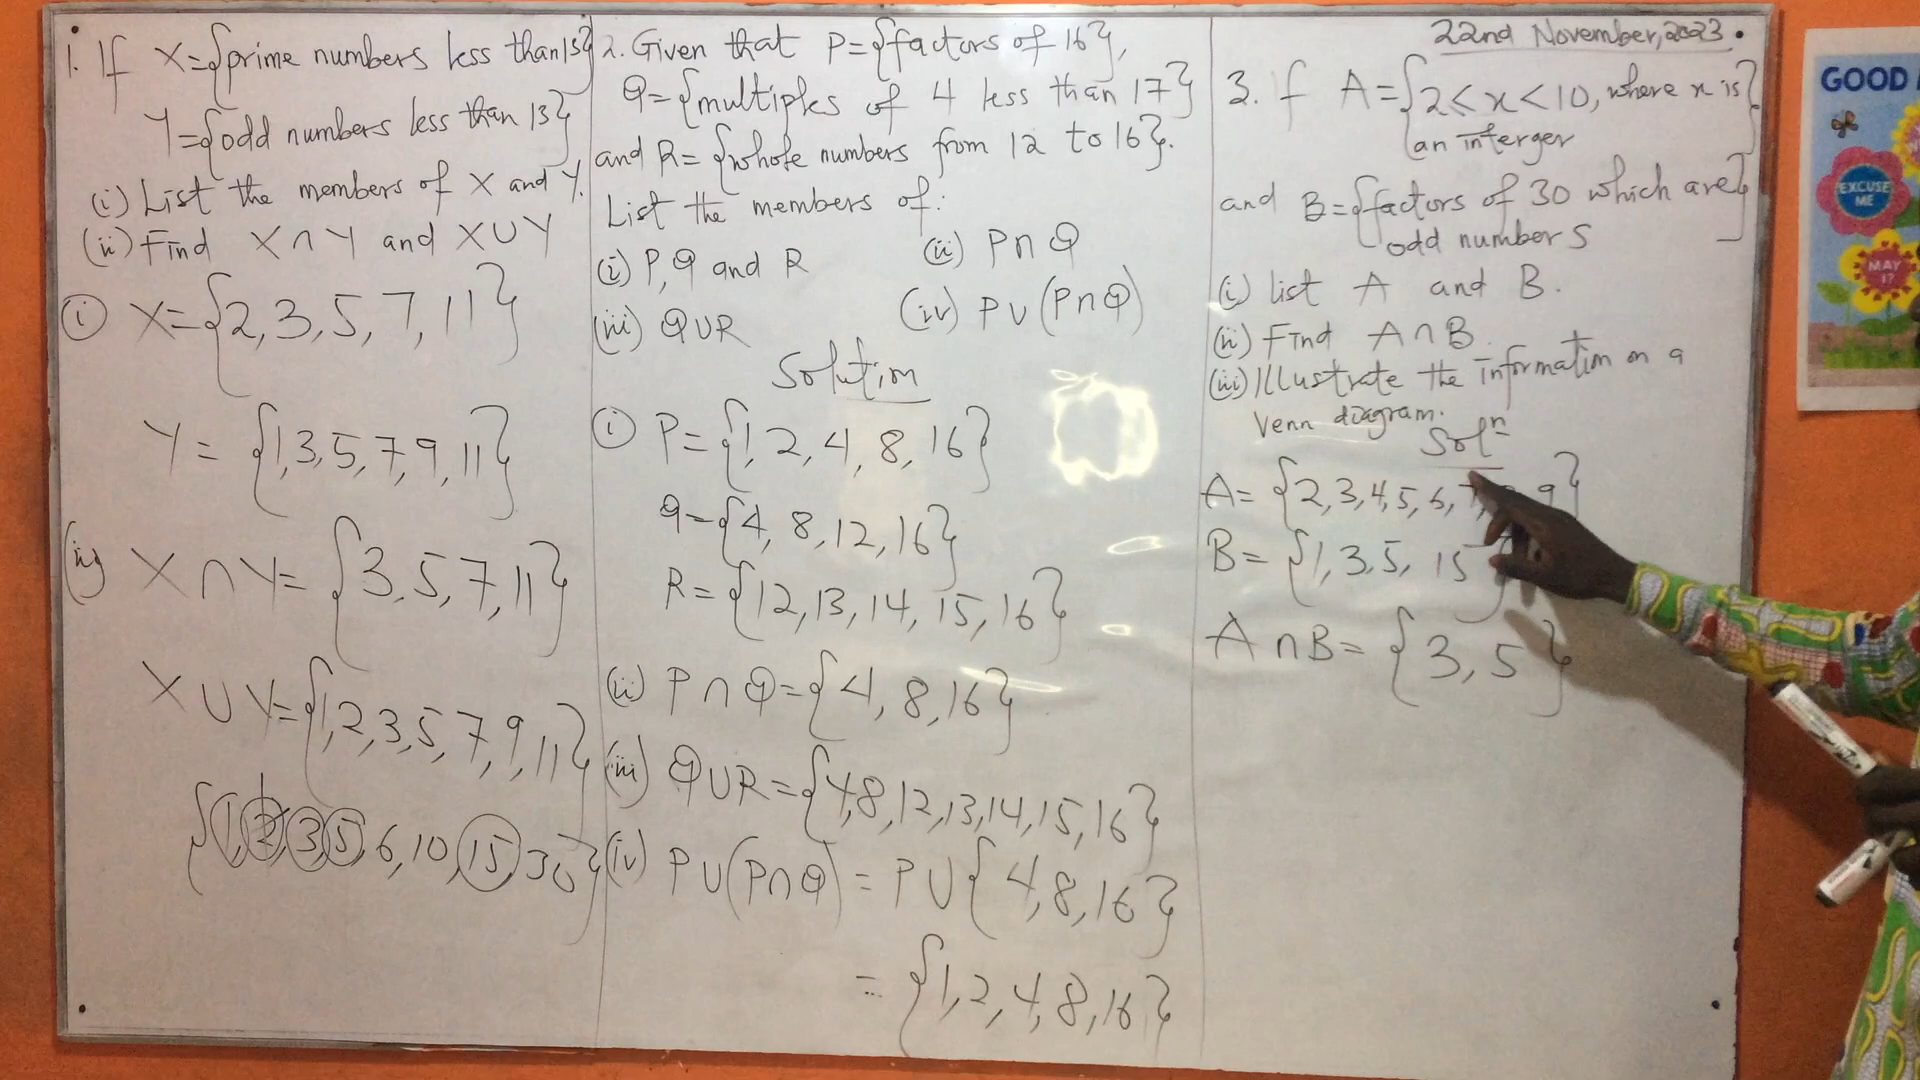 1. If X={prime numbers less than 13}
Y={odd numbers less than 13}
(i) List the members of X and Y.
(ii) Find X∩Y and X∪Y
(i) X={2,3,5,7,11}
Y={1,3,5,7,9,11}
(ii) X∩Y={3,5,7,11}
X∪Y={1,2,3,5,7,9,11}
{1,2,3,5,6,10,15,30}
2. Given that P={factors of 16},
Q={multiples of 4 less than 17}
and R={whole numbers from 12 to 16}.
List the members of:
(i) P,Q and R (ii) P∩Q
(iii) Q∪R (iv) P∪(P∩Q)
Solution
(i) P={1,2,4,8,16}
Q={4,8,12,16}
R={12,13,14,15,16}
(ii) P∩Q={4,8,16}
(iii) Q∪R={4,8,12,13,14,15,16}
(iv) P∪(P∩Q)=P∪{4,8,16}
={1,2,4,8,16}
22nd November,2023.
3. If A={2<x<10, where x is
an interger}
and B={factors of 30 which are
odd numbers}
(i) list A and B.
(ii) Find A∩B.
(iii) Illustrate the information on a
Venn diagram.
Solⁿ
A={2,3,4,5,6,7, 9}
B={1,3,5,15}
A∩B={3,5}
GOOD
EXCUSE
ME
MAY
I?